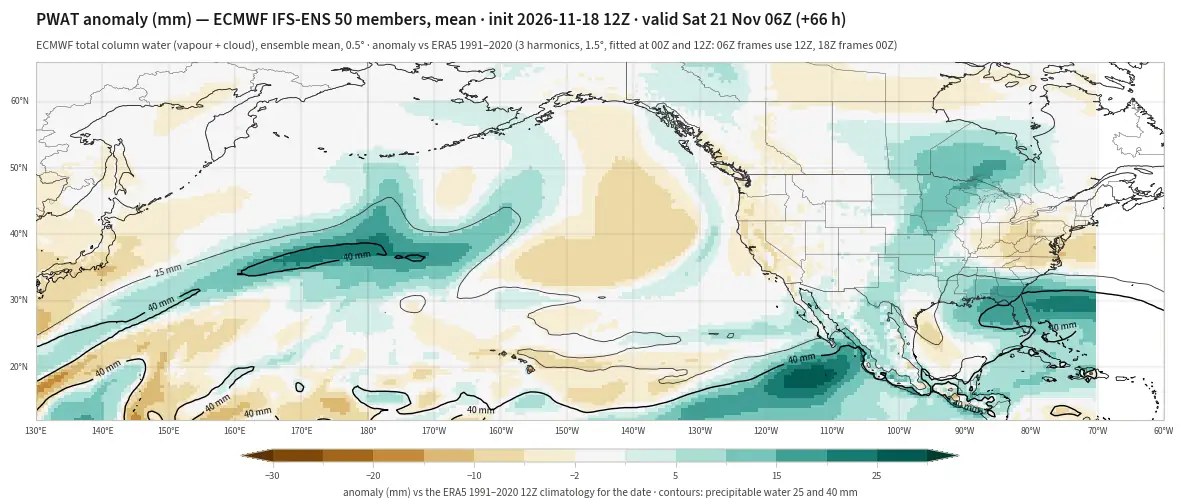 PWAT anomaly (mm) — ECMWF IFS-ENS 50 members, mean · init 2026-11-18 12Z · valid Sat 21 Nov 06Z (+66 h)
ECMWF total column water (vapour + cloud), ensemble mean, 0.5° · anomaly vs ERA5 1991–2020 (3 harmonics, 1.5°, fitted at 00Z and 12Z: 06Z frames use 12Z, 18Z frames 00Z)
60°N
50°N
40°N
40 mm
25 mm
30°N
40 mm
40 mm
40 mm
20°N
40 mm
40 mm
40 mm
40 mm
40 mm
130°E 140°E 150°E 160°E 170°E 180° 170°W 160°W 150°W 140°W 130°W 120°W 110°W 100°W 90°W 80°W 70°W 60°W
−30 −20 −10 −2 5 15 25
anomaly (mm) vs the ERA5 1991–2020 12Z climatology for the date · contours: precipitable water 25 and 40 mm